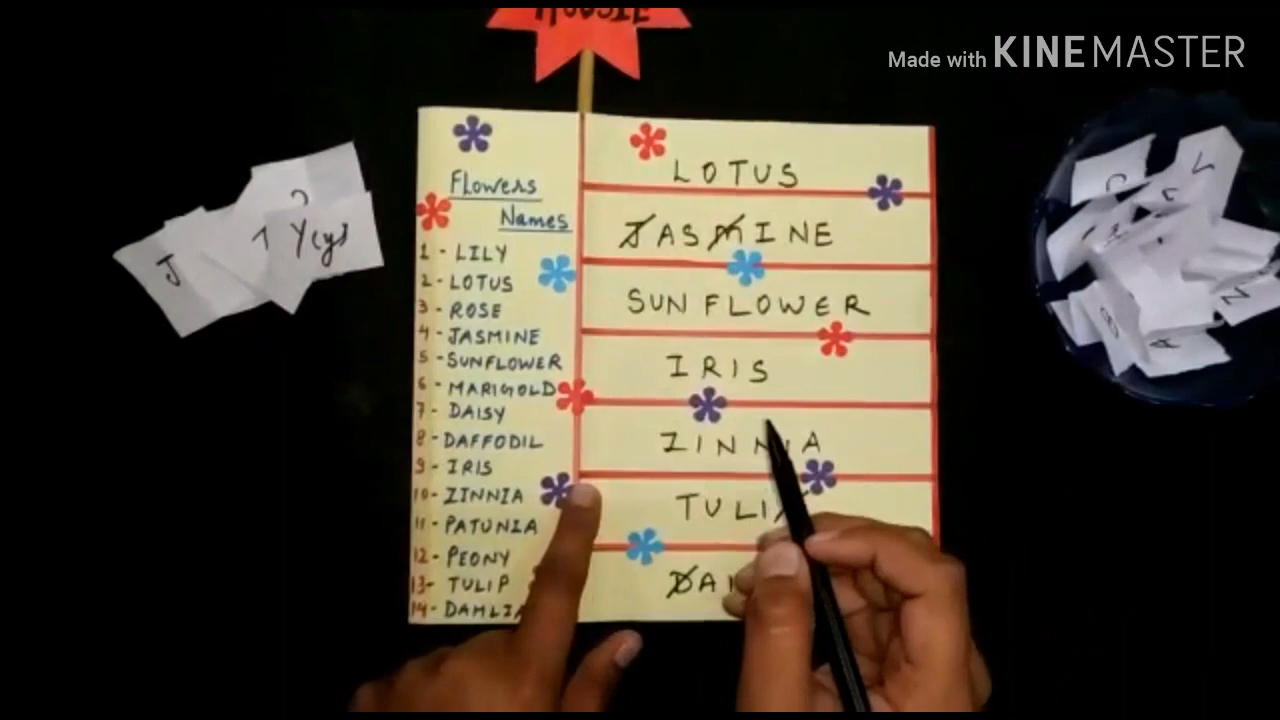 HOUSIE
Made with KINEMASTER
Flowers
Names
1 - LILY
2 - LOTUS
3 - ROSE
4 - JASMINE
5 - SUNFLOWER
6 - MARIGOLD
7 - DAISY
8 - DAFFODIL
9 - IRIS
10 - ZINNIA
11 - PATUNIA
12 - PEONY
13 - TULIP
14 - DAHLIA
LOTUS
JASMINE
SUNFLOWER
IRIS
ZINNIA
J
Y(y)
N
A